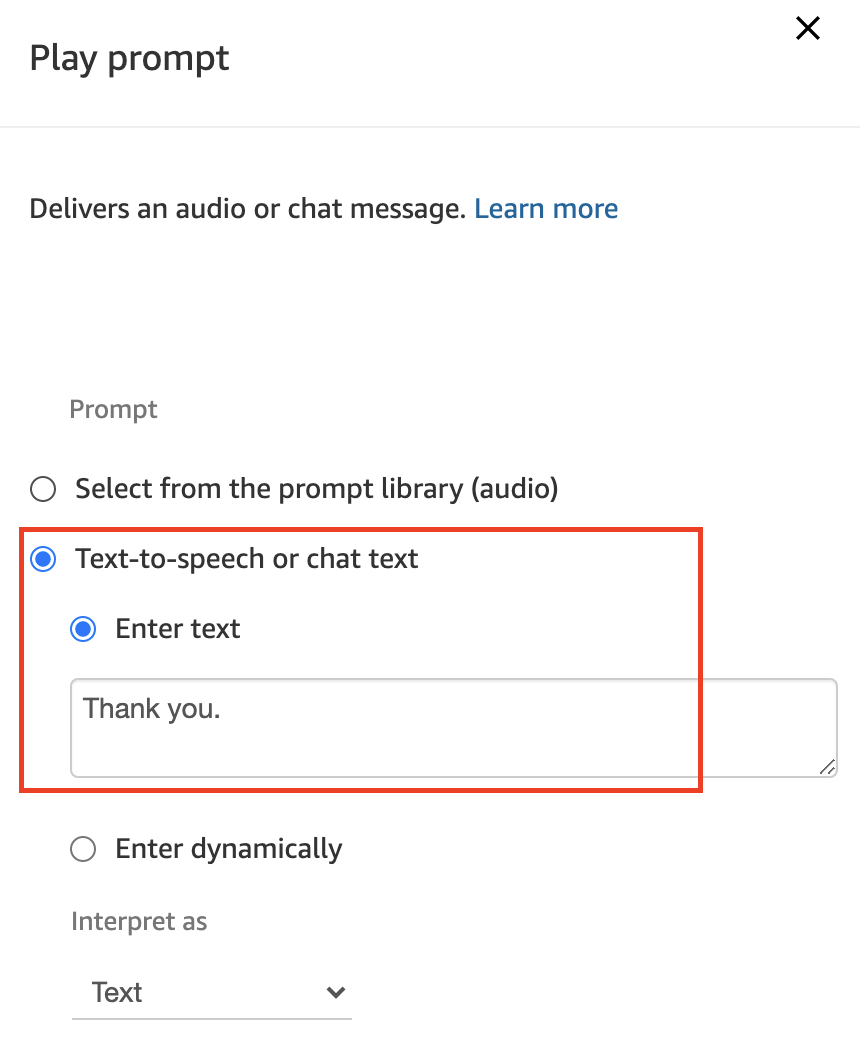 Play prompt
Delivers an audio or chat message. Learn more
Prompt
Select from the prompt library (audio)
Text-to-speech or chat text
Enter text
Thank you.
Enter dynamically
Interpret as
Text